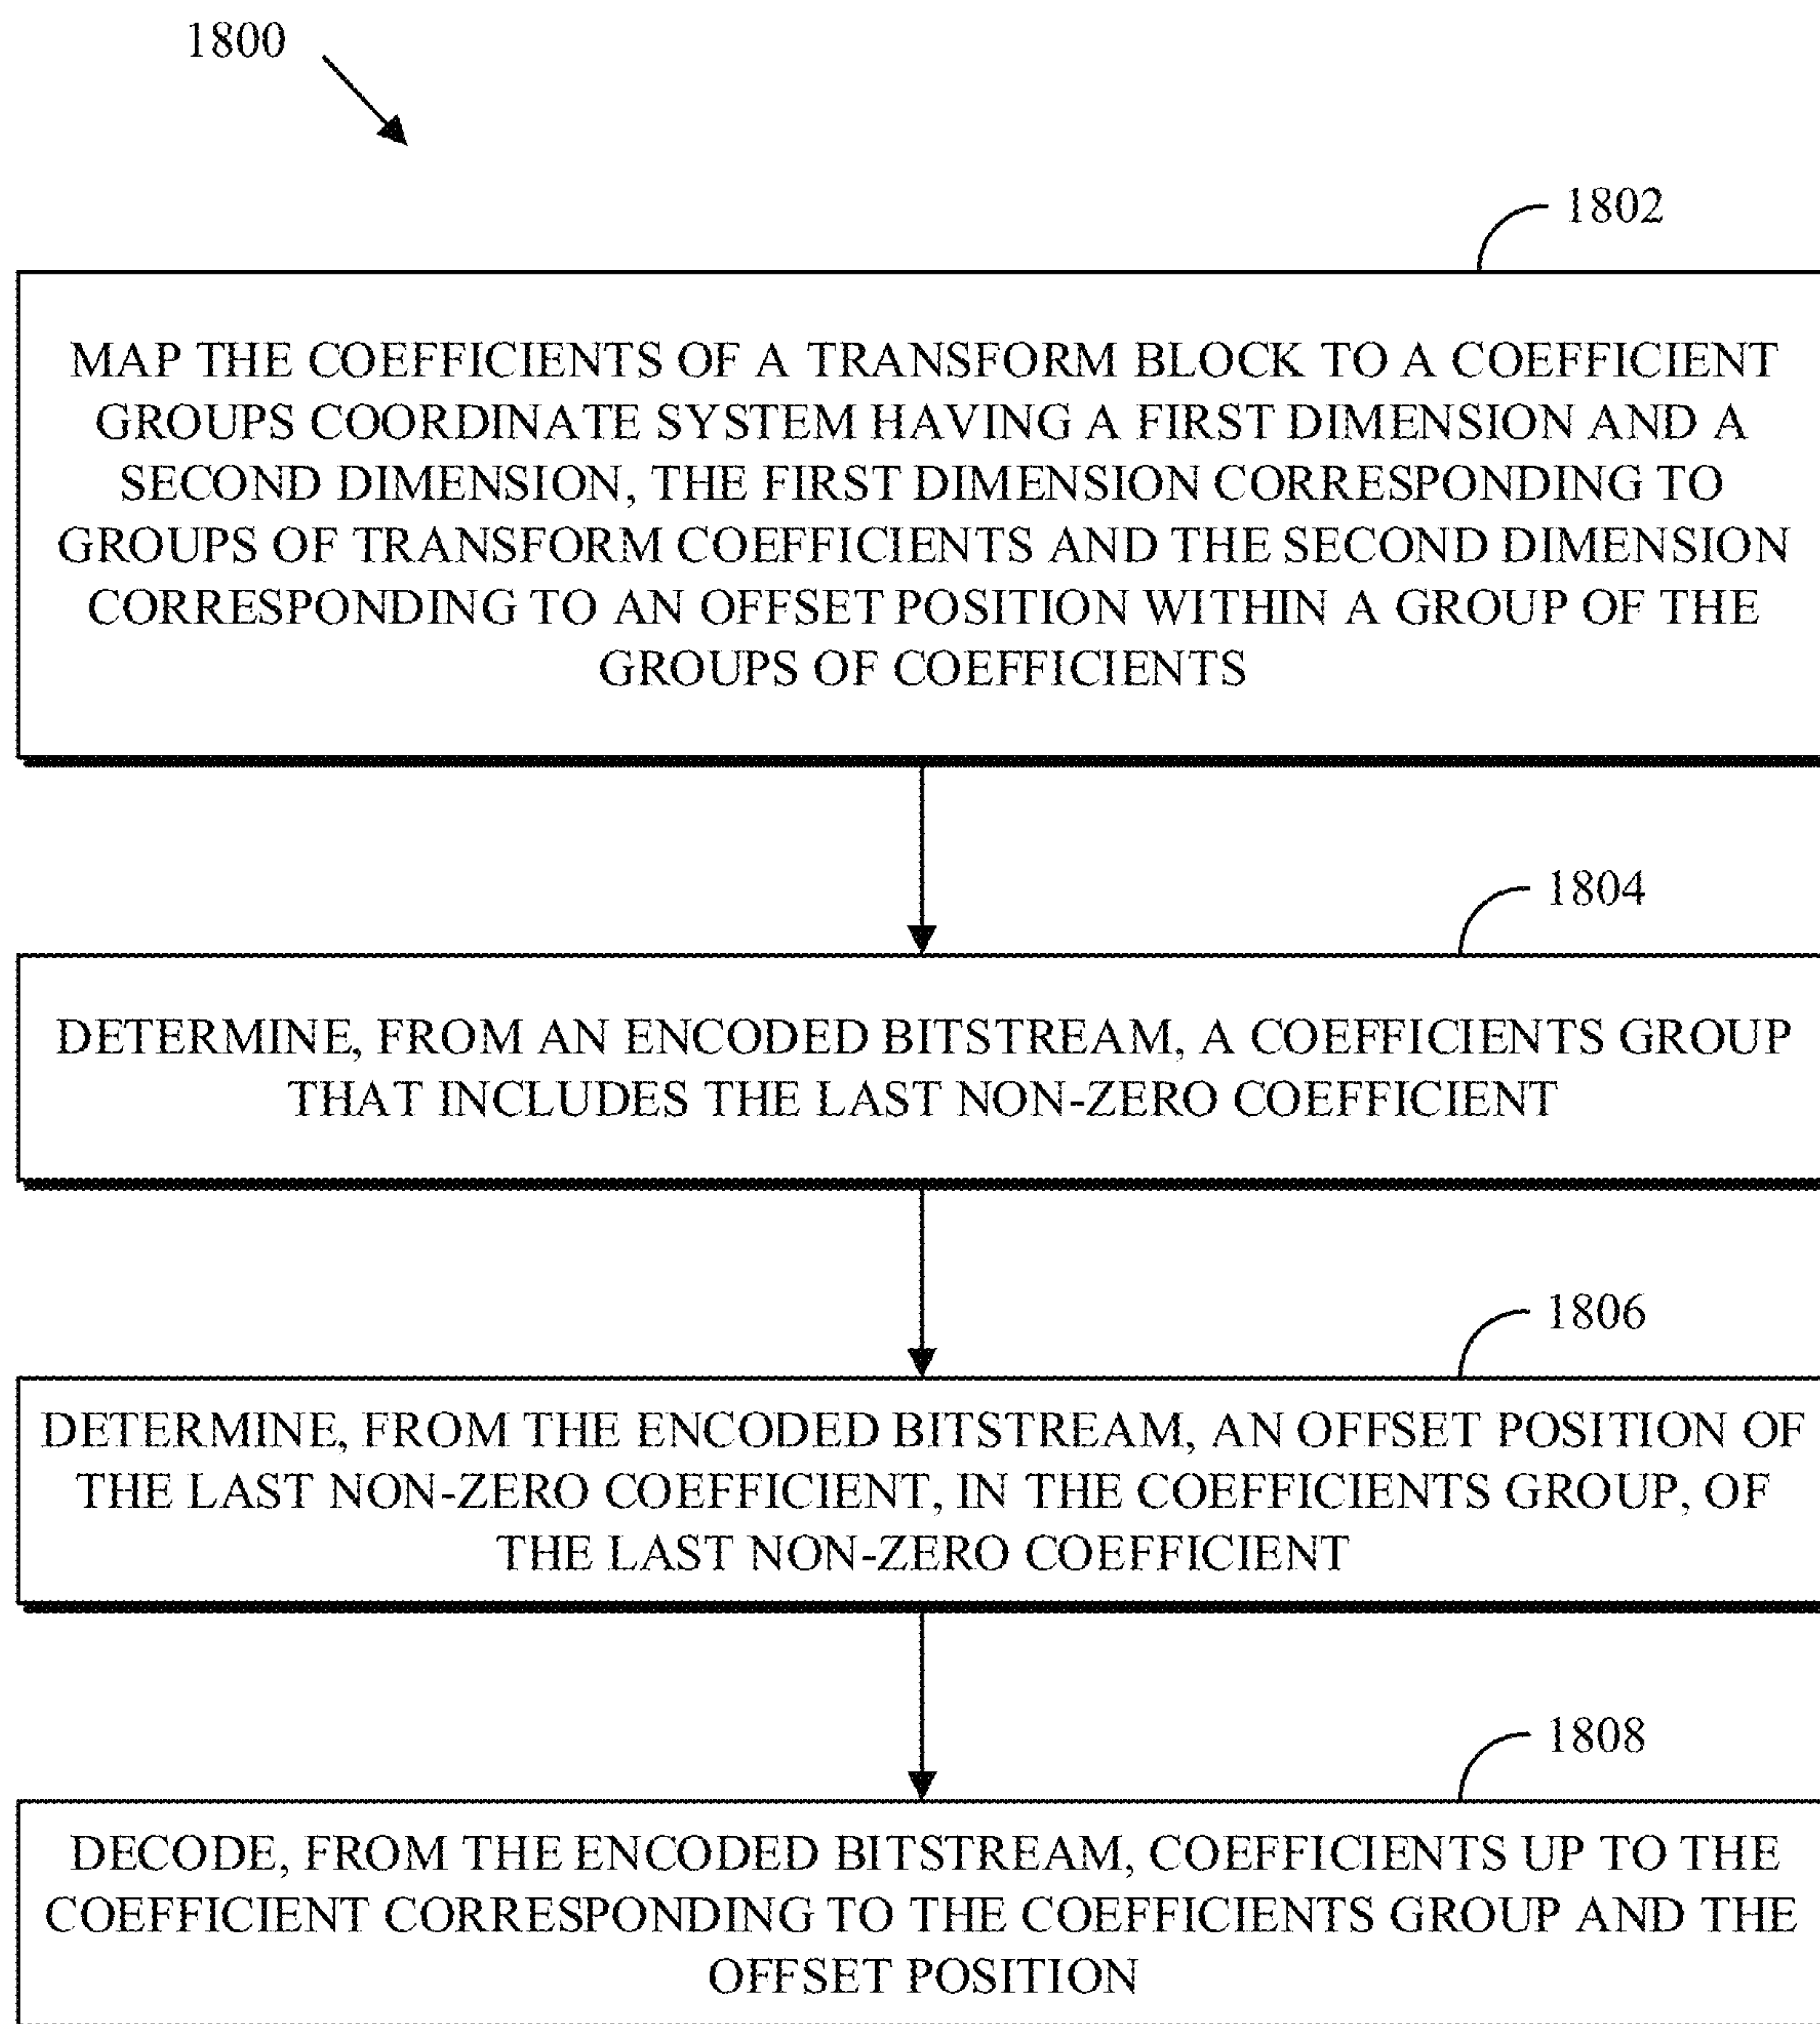 1800
1802
MAP THE COEFFICIENTS OF A TRANSFORM BLOCK TO A COEFFICIENT
GROUPS COORDINATE SYSTEM HAVING A FIRST DIMENSION AND A
SECOND DIMENSION, THE FIRST DIMENSION CORRESPONDING TO
GROUPS OF TRANSFORM COEFFICIENTS AND THE SECOND DIMENSION
CORRESPONDING TO AN OFFSET POSITION WITHIN A GROUP OF THE
GROUPS OF COEFFICIENTS
1804
DETERMINE, FROM AN ENCODED BITSTREAM, A COEFFICIENTS GROUP
THAT INCLUDES THE LAST NON-ZERO COEFFICIENT
1806
DETERMINE, FROM THE ENCODED BITSTREAM, AN OFFSET POSITION OF
THE LAST NON-ZERO COEFFICIENT, IN THE COEFFICIENTS GROUP, OF
THE LAST NON-ZERO COEFFICIENT
1808
DECODE, FROM THE ENCODED BITSTREAM, COEFFICIENTS UP TO THE
COEFFICIENT CORRESPONDING TO THE COEFFICIENTS GROUP AND THE
OFFSET POSITION